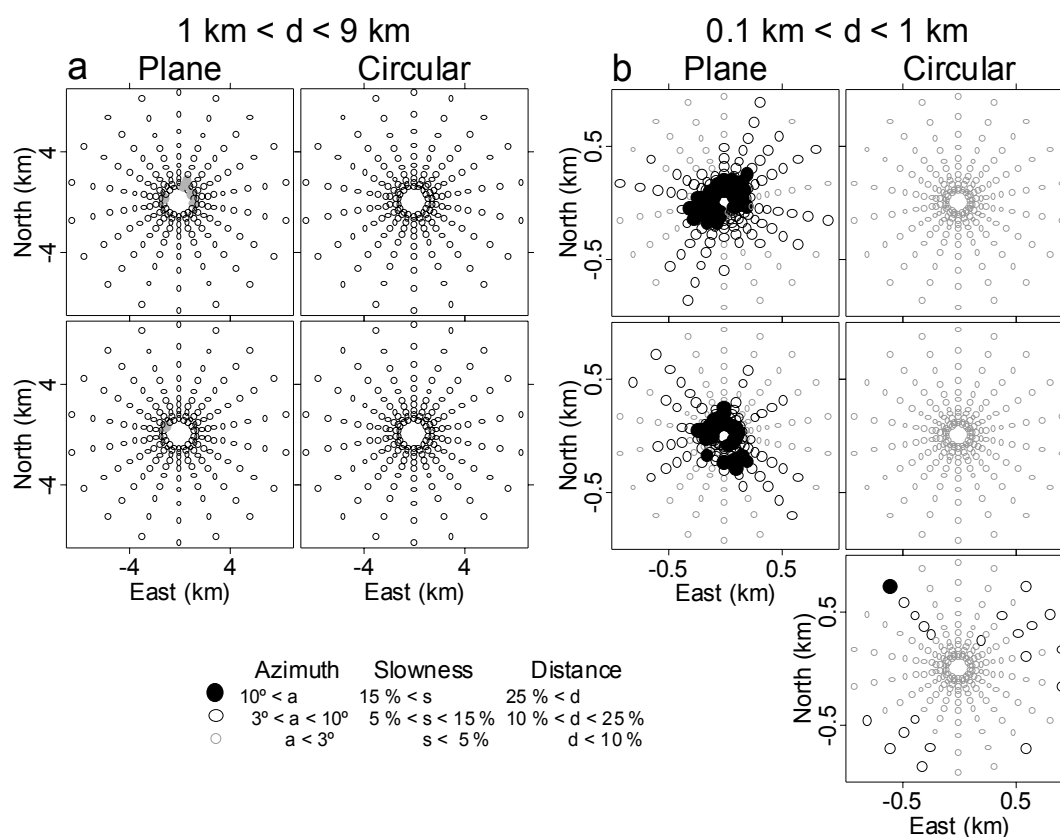 1 km < d < 9 km
0.1 km < d < 1 km
a
Plane
Circular
b
Plane
Circular
North (km)
4
-4
North (km)
4
-4
-4
4
-4
4
East (km)
East (km)
North (km)
0.5
-0.5
North (km)
0.5
-0.5
-0.5
0.5
East (km)
North (km)
0.5
-0.5
-0.5
0.5
East (km)
Azimuth Slowness Distance
10º < a 15 % < s 25 % < d
3º < a < 10º 5 % < s < 15 % 10 % < d < 25%
a < 3º s < 5 % d < 10 %